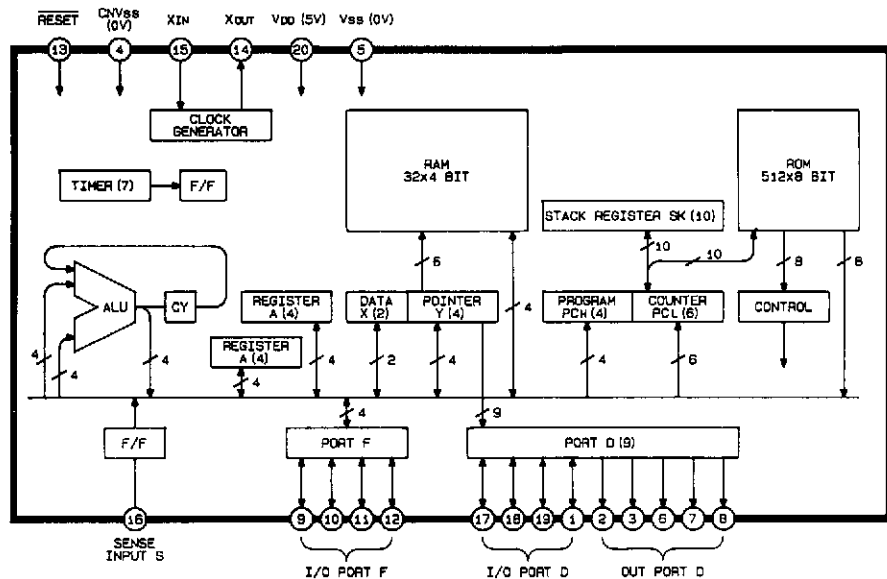 RESET
CNVSS
(0V)
XIN
XOUT
VDD (5V)
VSS (0V)
13
4
15
14
20
5
CLOCK
GENERATOR
RAM
32x4 BIT
ROM
512x8 BIT
TIMER (7)
F/F
STACK REGISTER SK (10)
6
10
10
8
8
ALU
CY
REGISTER
A (4)
DATA
X (2)
POINTER
Y (4)
4
PROGRAM
PCH (4)
COUNTER
PCL (6)
CONTROL
REGISTER
A (4)
4
4
4
4
4
2
4
4
6
4
9
F/F
PORT F
PORT D (9)
16
9
10
11
12
17
18
19
1
2
3
6
7
8
SENSE
INPUT S
I/O PORT F
I/O PORT D
OUT PORT D